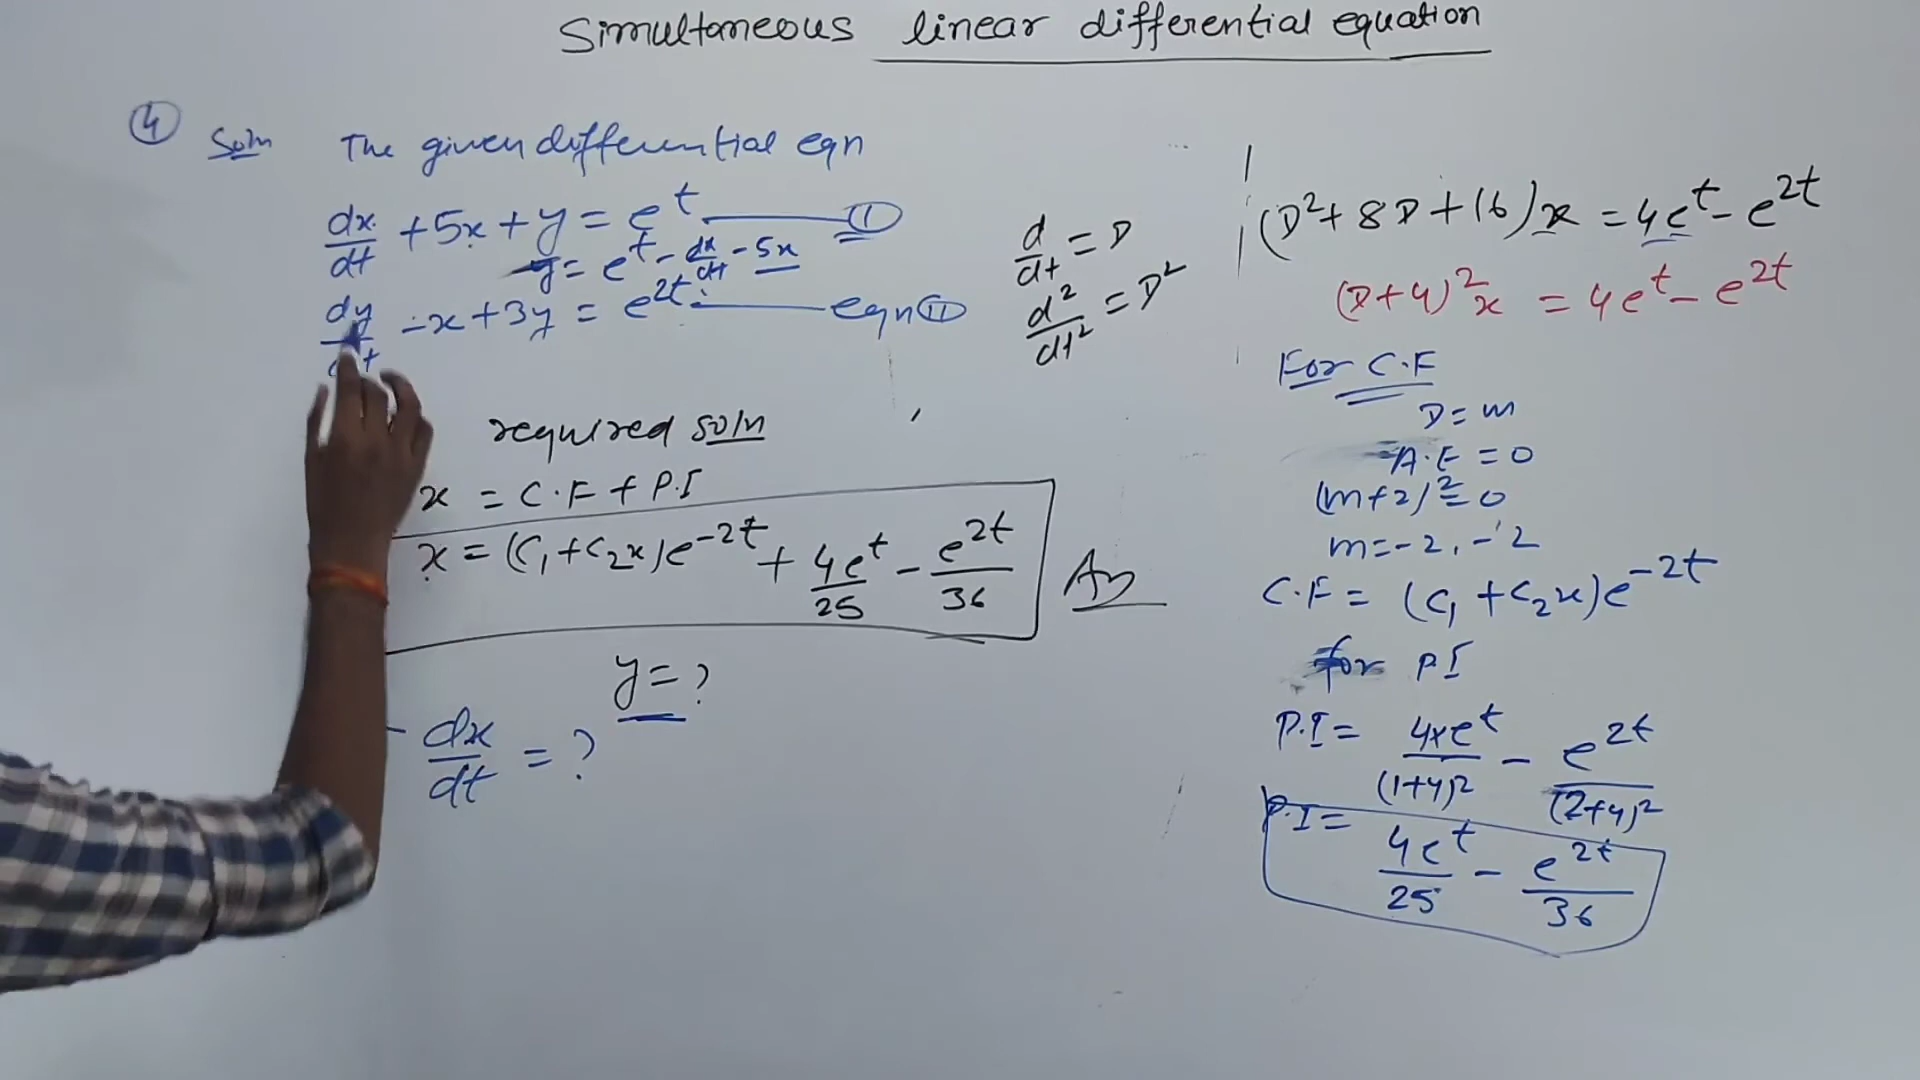 Simultaneous linear differential equation
④ Soln The given differential eqn
dx/dt + 5x + y = e^t ——— ①
y = e^t - dx/dt - 5x
dy/dt - x + 3y = e^2t ——— eqn ⑪
d/dt = D
d²/dt² = D²
required soln
x = C.F + P.I
x = (C₁ + C₂x)e^-2t + 4e^t/25 - e^2t/36 An
y = ?
dx/dt = ?
(D² + 8D + 16)x = 4e^t - e^2t
(D + 4)²x = 4e^t - e^2t
For C.F
D = m
A.E = 0
(m+2)² = 0
m = -2, -2
C.F = (C₁ + C₂x)e^-2t
for P.I
P.I = 4xe^t/(1+4)² - e^2t/(2+4)²
P.I = 4e^t/25 - e^2t/36